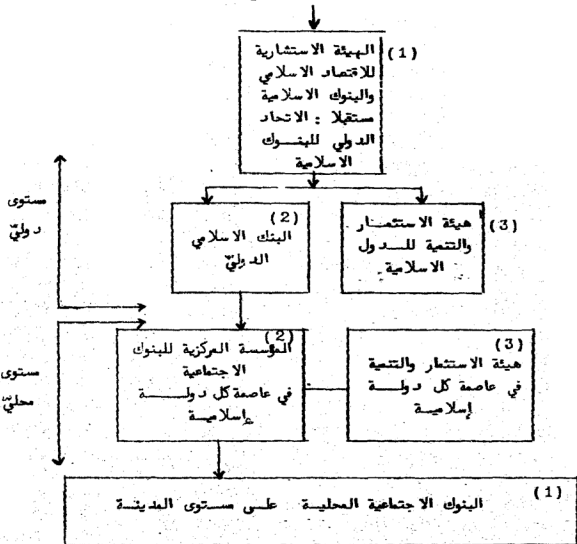 (1)
الهيئة الاستشارية
للاقتصاد الاسلامي
والبنوك الاسلامية
مستقبلا : الاتحاد
الدولي للبنوك
الاسلامية
(2)
البنك الاسلامي
الدوليّ
(3)
هيئة الاستثمار
والتنمية للدول
الاسلامية
مستوى
دوليّ
(2)
المؤسسة المركزية للبنوك
الاجتماعية
في عاصمة كل دولة
إسلامية
(3)
هيئة الاستثمار والتنمية
في عاصمة كل دولة
إسلامية
مستوى
محليّ
(1)
البنوك الاجتماعية المحلية على مستوى المدينة